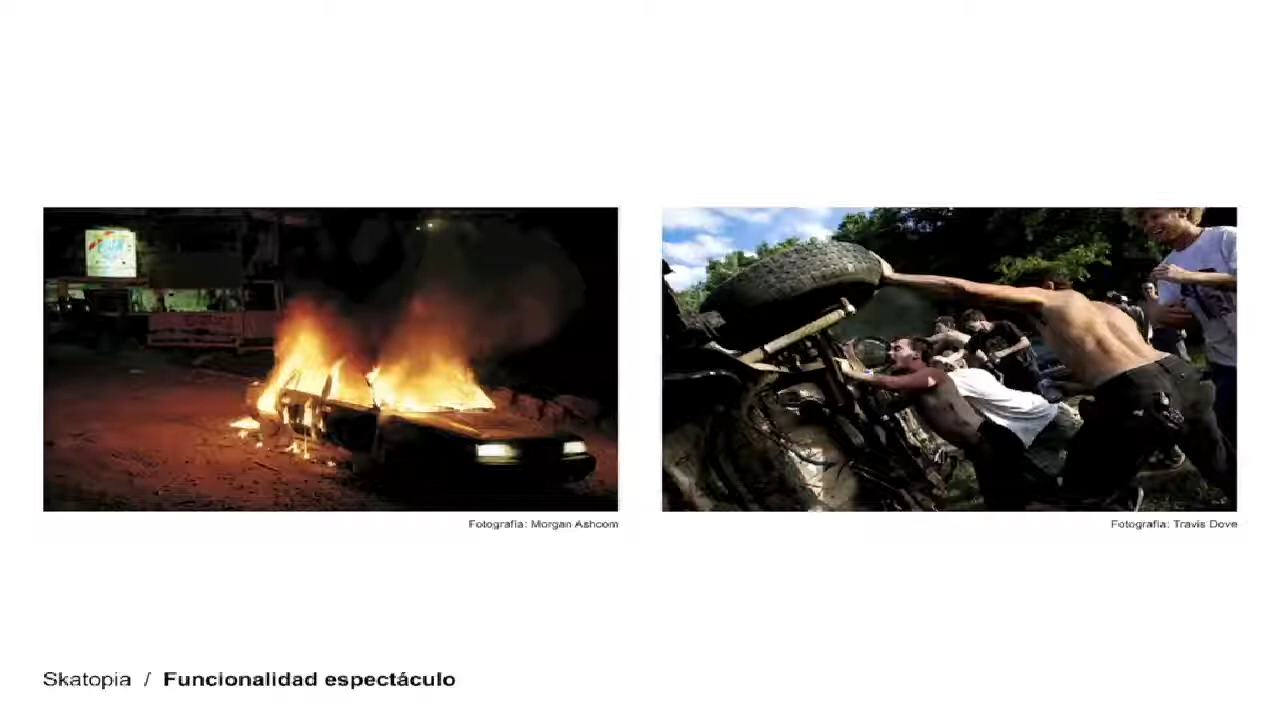 Fotografía: Morgan Ashcom
Fotografía: Travis Dove
Skatopia / Funcionalidad espectáculo